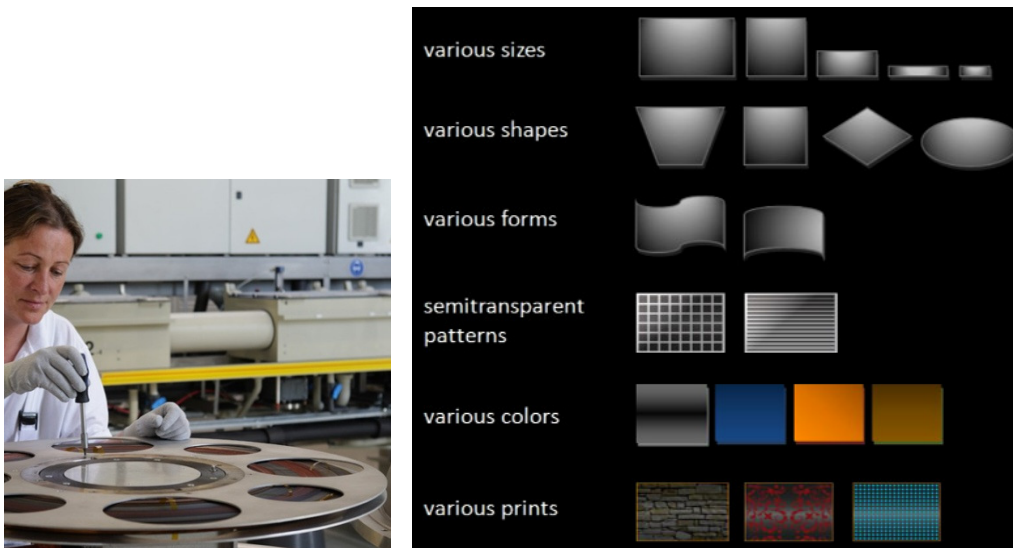 various sizes
various shapes
various forms
semitransparent
patterns
various colors
various prints